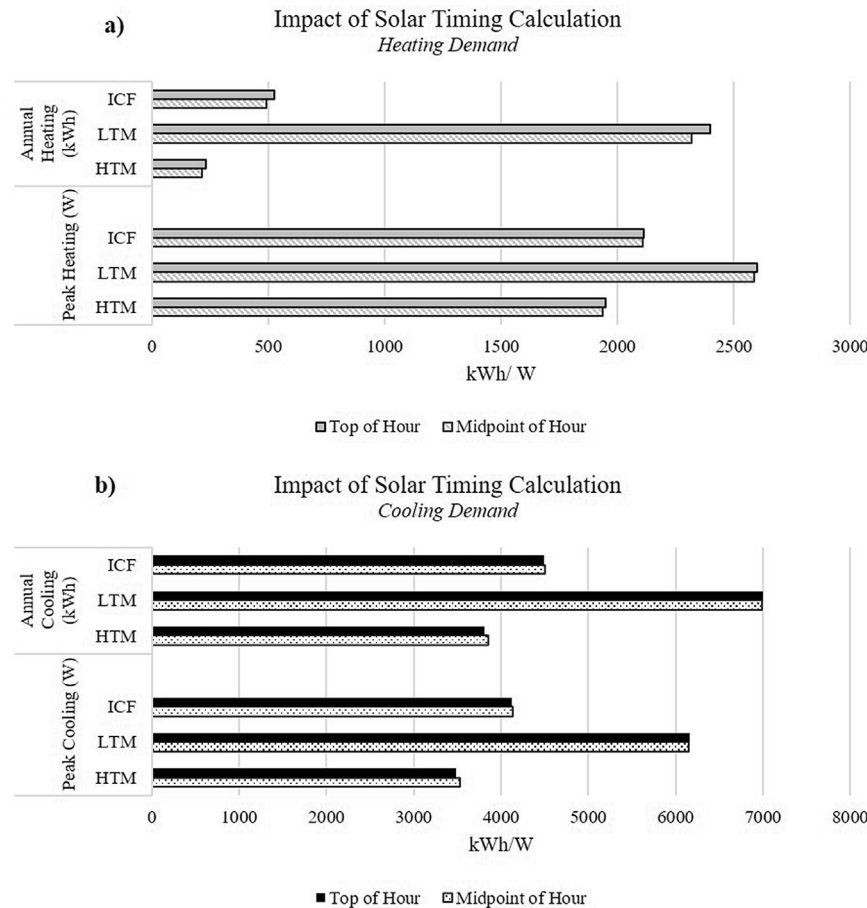 a)
Impact of Solar Timing Calculation
Heating Demand
Annual
Heating
(kWh)
ICF
LTM
HTM
Peak Heating (W)
ICF
LTM
HTM
0 500 1000 1500 2000 2500 3000
kWh/ W
Top of Hour Midpoint of Hour
b)
Impact of Solar Timing Calculation
Cooling Demand
Annual
Cooling
(kWh)
ICF
LTM
HTM
Peak Cooling (W)
ICF
LTM
HTM
0 1000 2000 3000 4000 5000 6000 7000 8000
kWh/W
Top of Hour Midpoint of Hour